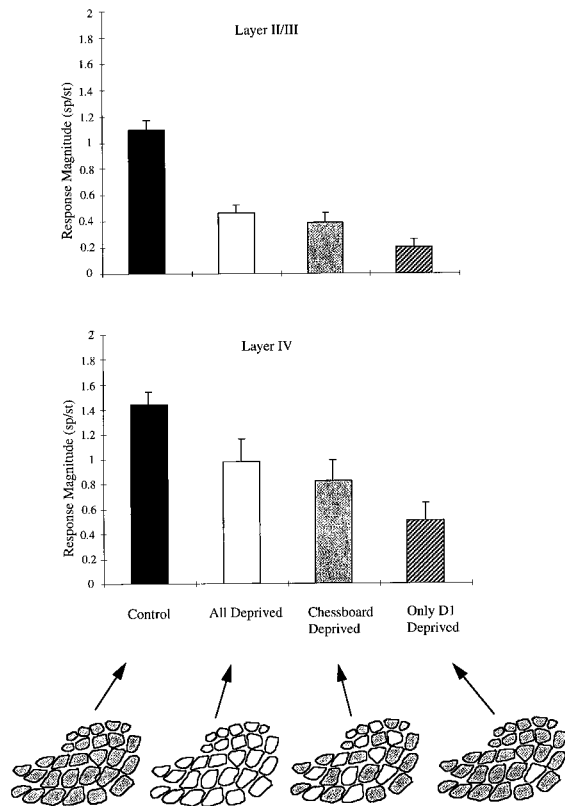 Layer II/III
Response Magnitude (sp/st)
2
1.8
1.6
1.4
1.2
1
0.8
0.6
0.4
0.2
0
Layer IV
Response Magnitude (sp/st)
2
1.8
1.6
1.4
1.2
1
0.8
0.6
0.4
0.2
0
Control
All Deprived
Chessboard
Deprived
Only D1
Deprived